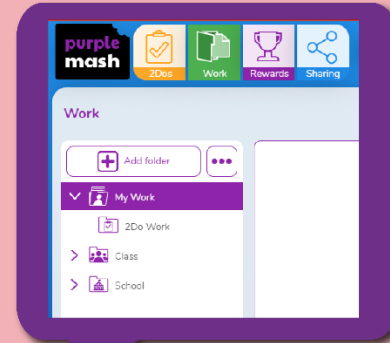 purple
mash
2Dos Work Rewards Sharing
Work
Add folder
My Work
2Do Work
Class
School